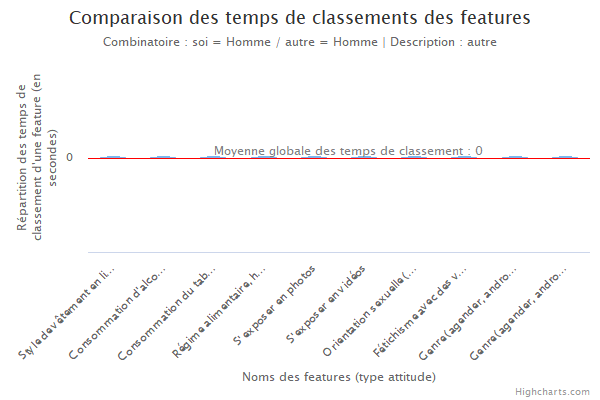 Comparaison des temps de classements des features
Combinatoire : soi = Homme / autre = Homme | Description : autre
Répartition des temps de
classement d'une feature (en
secondes)
0
Moyenne globale des temps de classement : 0
Style de vêtement en li...
Consommation d'alco...
Consommation du tab...
Régime alimentaire, h...
S'exposer en photos
S'exposer en vidéos
Orientation sexuelle (...
Fétichisme avec des v...
Genre (agender, andro...
Genre (agender, andro...
Noms des features (type attitude)
Highcharts.com